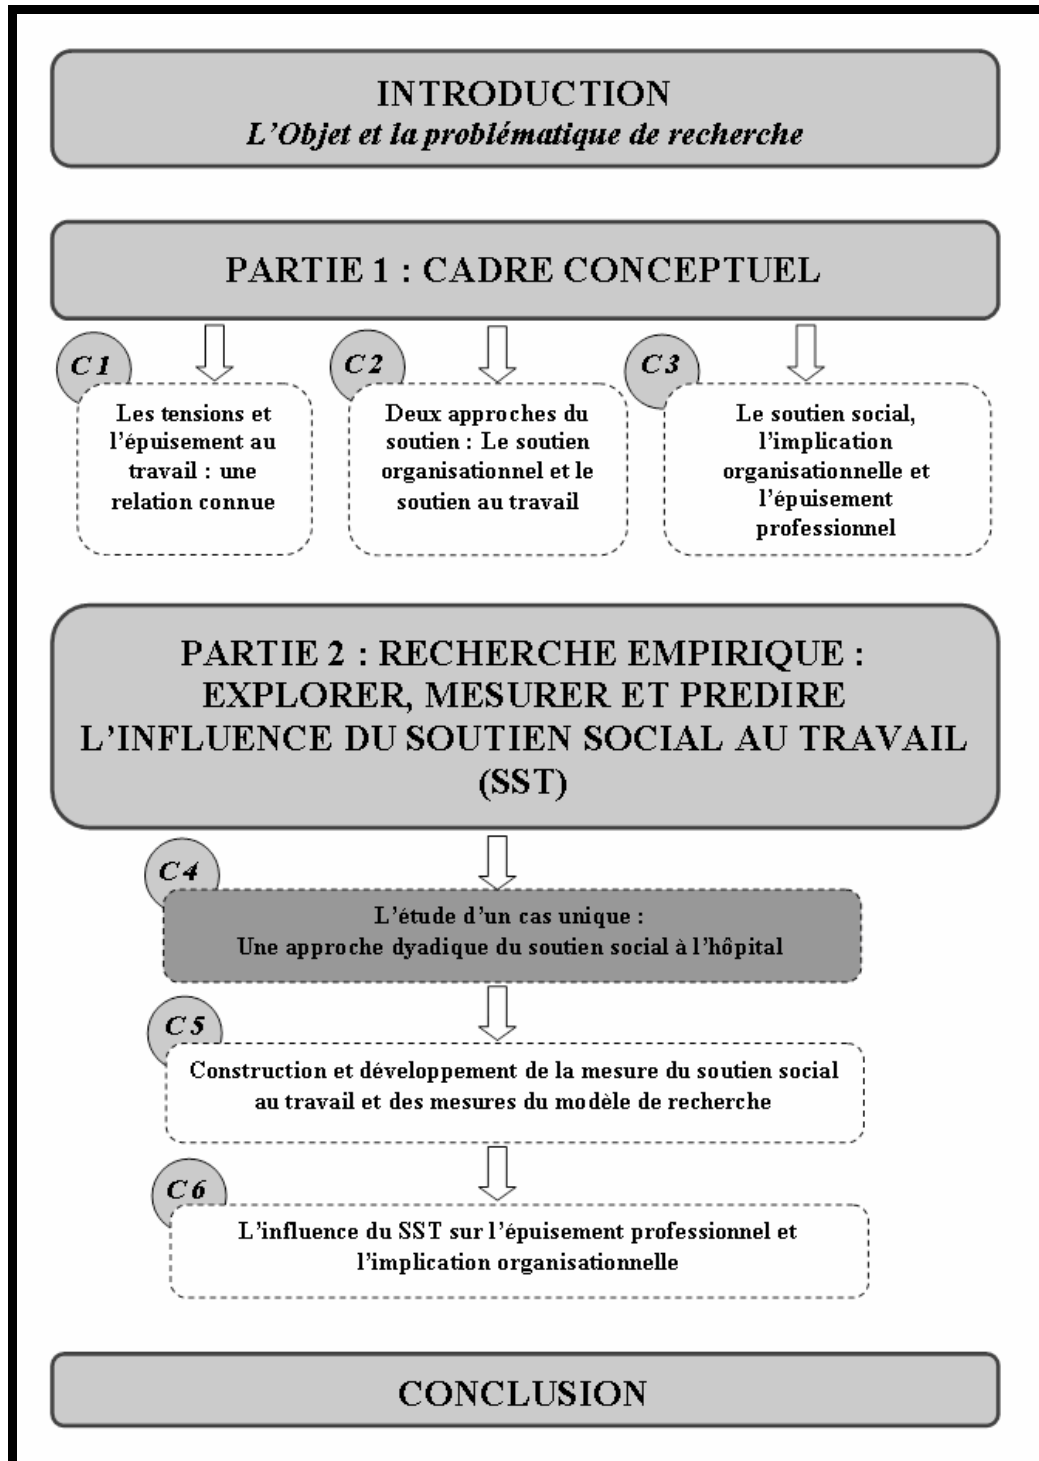 INTRODUCTION
L'Objet et la problématique de recherche
PARTIE 1 : CADRE CONCEPTUEL
C1
Les tensions et
l'épuisement au
travail : une
relation connue
C2
Deux approches du
soutien : Le soutien
organisationnel et le
soutien au travail
C3
Le soutien social,
l'implication
organisationnelle et
l'épuisement
professionnel
PARTIE 2 : RECHERCHE EMPIRIQUE :
EXPLORER, MESURER ET PREDIRE
L'INFLUENCE DU SOUTIEN SOCIAL AU TRAVAIL
(SST)
C4
L'étude d'un cas unique :
Une approche dyadique du soutien social à l'hôpital
C5
Construction et développement de la mesure du soutien social
au travail et des mesures du modèle de recherche
C6
L'influence du SST sur l'épuisement professionnel et
l'implication organisationnelle
CONCLUSION